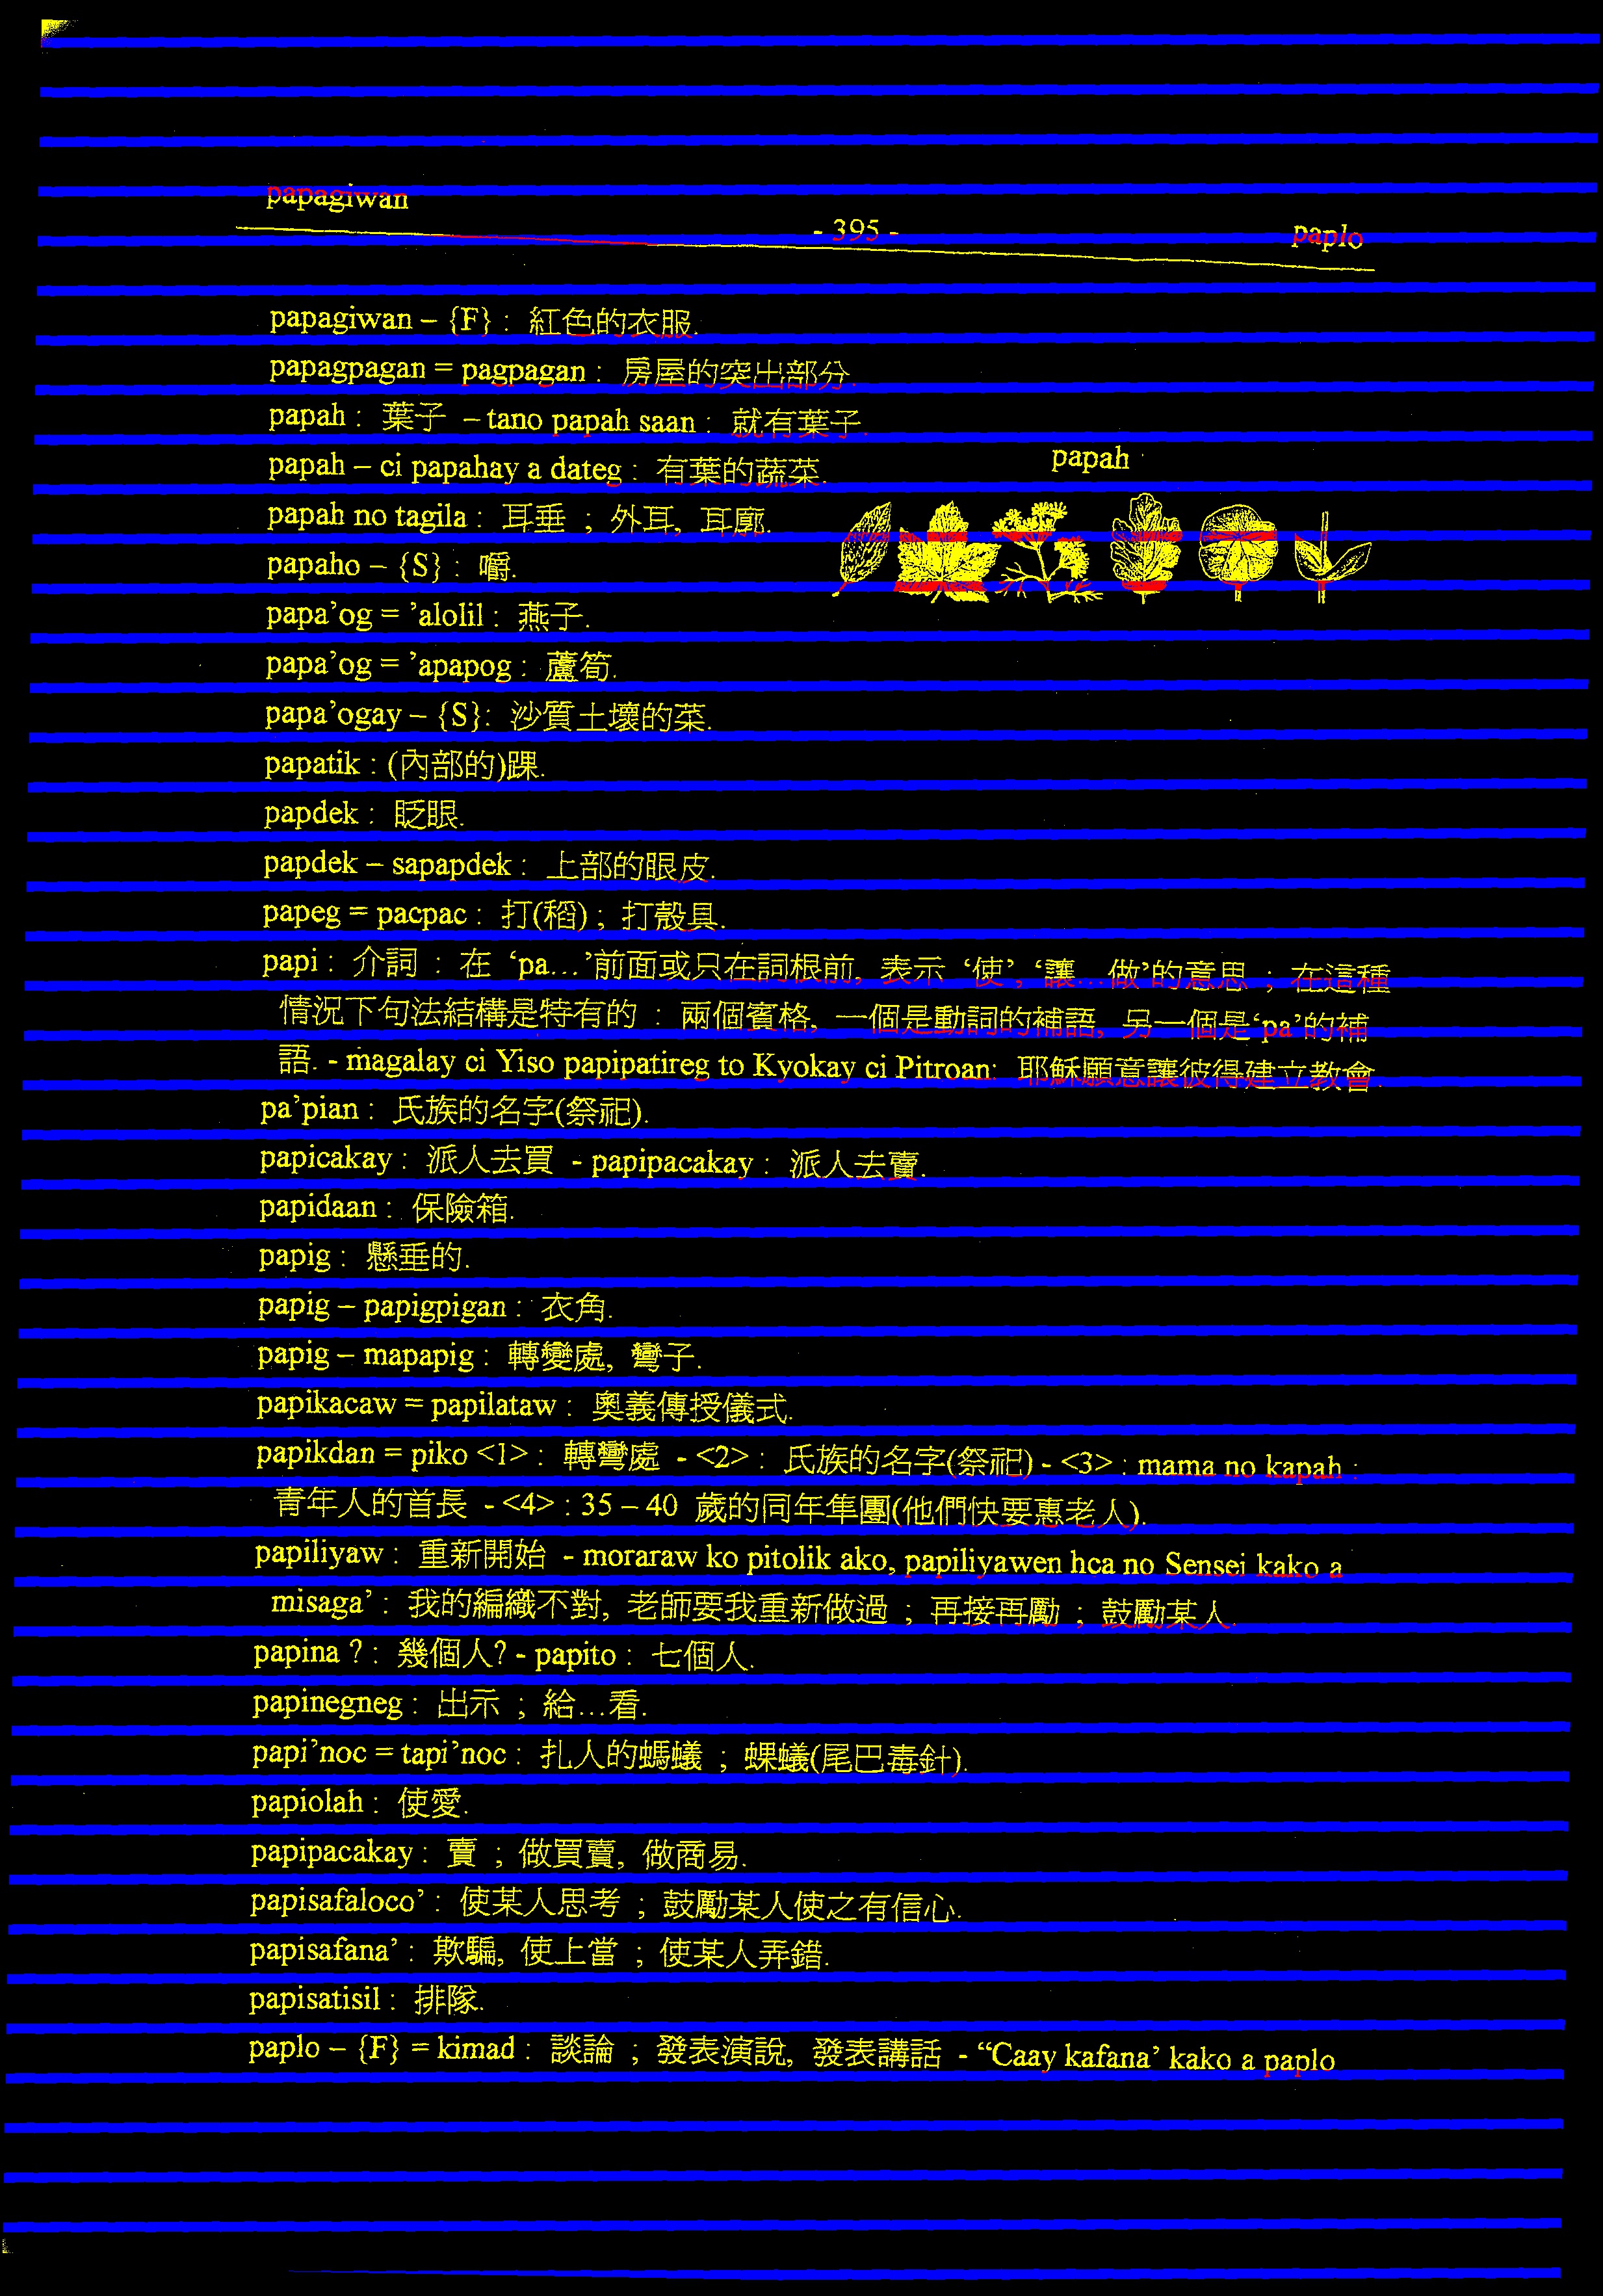 papagiwan
- 395 -
paplo
papagiwan – {F} : 紅色的衣服.
papagpagan = pagpagan : 房屋的突出部分.
papah : 葉子 – tano papah saan : 就有葉子.
papah – ci papahay a dateg : 有葉的蔬菜.
papah
papah no tagila : 耳垂 ; 外耳, 耳廓.
papaho – {S} : 嚼.
papa’og = ’alolil : 燕子.
papa’og = ’apapog : 蘆筍.
papa’ogay – {S}: 沙質土壤的菜.
papatik : (內部的)踝.
papdek : 眨眼.
papdek – sapapdek : 上部的眼皮.
papeg = pacpac : 打(稻) ; 打殼具.
papi : 介詞 : 在 ‘pa...’前面或只在詞根前, 表示 ‘使’, ‘讓...做’的意思 ; 在這種
情況下句法結構是特有的 : 兩個賓格, 一個是動詞的補語, 另一個是‘pa’的補
語. - magalay ci Yiso papipatireg to Kyokay ci Pitroan: 耶穌願意讓彼得建立教會.
pa’pian : 氏族的名字(祭祀).
papicakay : 派人去買 - papipacakay : 派人去賣.
papidaan : 保險箱.
papig : 懸垂的.
papig – papigpigan : 衣角.
papig – mapapig : 轉變處, 彎子.
papikacaw = papilataw : 奧義傳授儀式.
papikdan = piko <1> : 轉彎處 - <2> : 氏族的名字(祭祀) - <3> : mama no kapah :
青年人的首長 - <4> : 35 – 40 歲的同年隼團(他們快要惠老人).
papiliyaw : 重新開始 - moraraw ko pitolik ako, papiliyawen hca no Sensei kako a
misaga’ : 我的編織不對, 老師要我重新做過 ; 再接再勵 ; 鼓勵某人.
papina ? : 幾個人? - papito : 七個人.
papinegneg : 出示 ; 給...看.
papi’noc = tapi’noc : 扎人的螞蟻 ; 蜾蟻(尾巴毒針).
papiolah : 使愛.
papipacakay : 賣 ; 做買賣, 做商易.
papisafaloco’ : 使某人思考 ; 鼓勵某人使之有信心.
papisafana’ : 欺騙, 使上當 ; 使某人弄錯.
papisatisil : 排隊.
paplo – {F} = kimad : 談論 ; 發表演說, 發表講話 - “Caay kafana’ kako a paplo